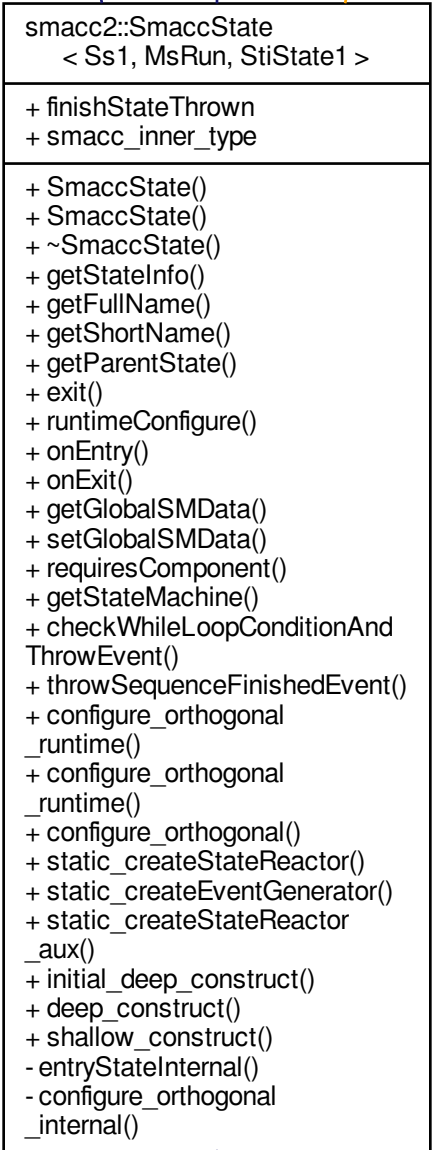 smacc2::SmaccState
< Ss1, MsRun, StiState1 >
+ finishStateThrown
+ smacc_inner_type
+ SmaccState()
+ SmaccState()
+ ~SmaccState()
+ getStateInfo()
+ getFullName()
+ getShortName()
+ getParentState()
+ exit()
+ runtimeConfigure()
+ onEntry()
+ onExit()
+ getGlobalSMData()
+ setGlobalSMData()
+ requiresComponent()
+ getStateMachine()
+ checkWhileLoopConditionAnd
ThrowEvent()
+ throwSequenceFinishedEvent()
+ configure_orthogonal
_runtime()
+ configure_orthogonal
_runtime()
+ configure_orthogonal()
+ static_createStateReactor()
+ static_createEventGenerator()
+ static_createStateReactor
_aux()
+ initial_deep_construct()
+ deep_construct()
+ shallow_construct()
- entryStateInternal()
- configure_orthogonal
_internal()